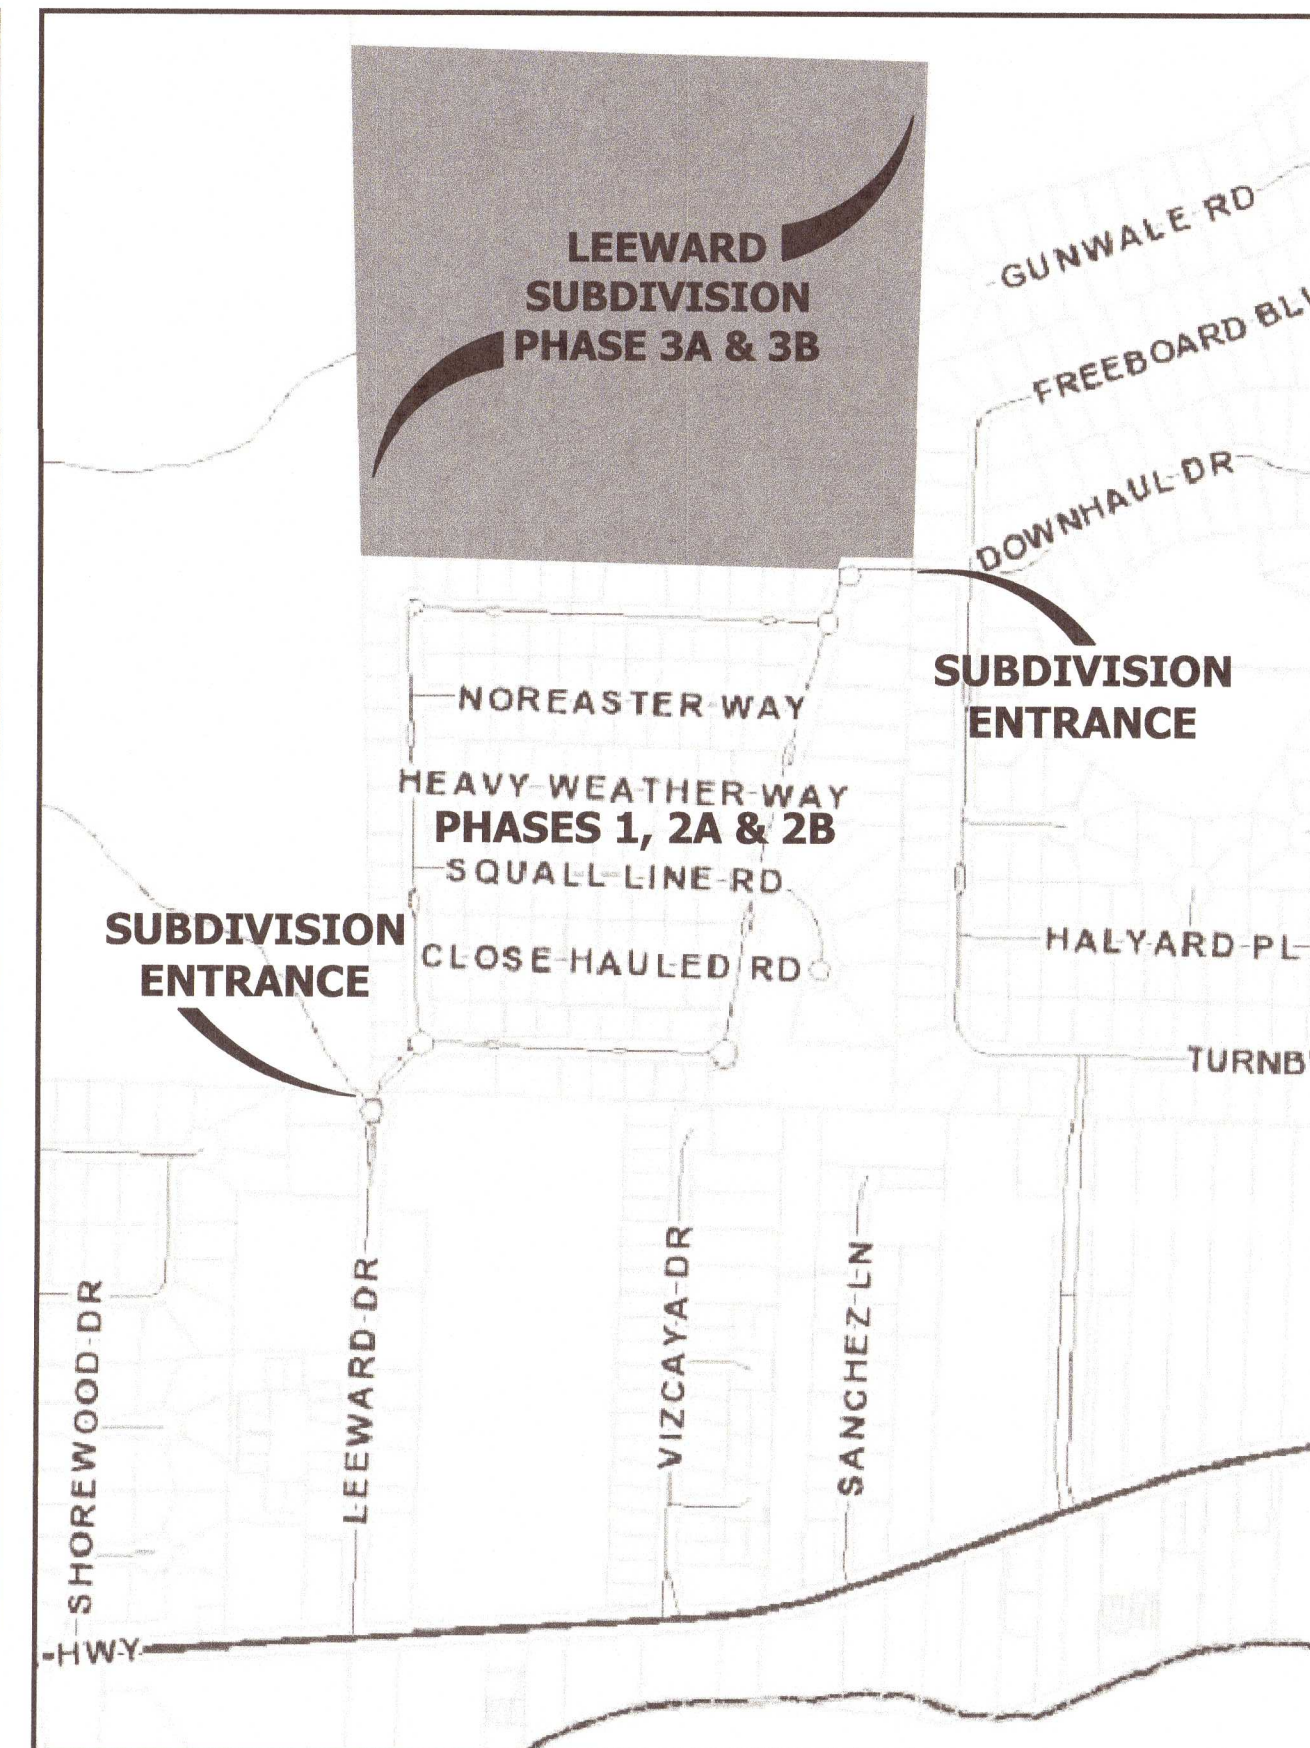 LEEWARD
SUBDIVISION
PHASE 3A & 3B
GUNWALE RD
FREEBOARD
DOWNHAUL DR
SUBDIVISION
ENTRANCE
NOREASTER WAY
HEAVY WEATHER WAY
PHASES 1, 2A & 2B
SQUALL LINE RD
CLOSE HAULED RD
SUBDIVISION
ENTRANCE
HALYARD PL
TURNB
SHOREWOOD DR
LEEWARD DR
VIZCAYA DR
SANCHEZ LN
HWY